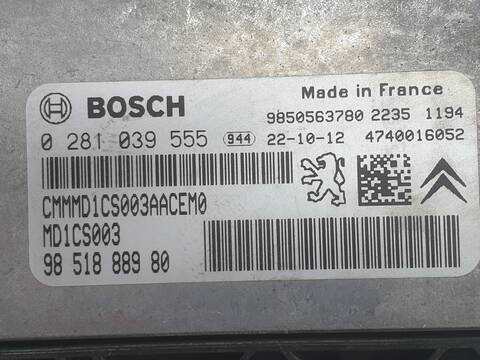 BOSCH
Made in France
9850563780 2235 1194
0 281 039 555 944 22-10-12 4740016052
CMMMD1CS003AACEM0
MD1CS003
98 518 889 80